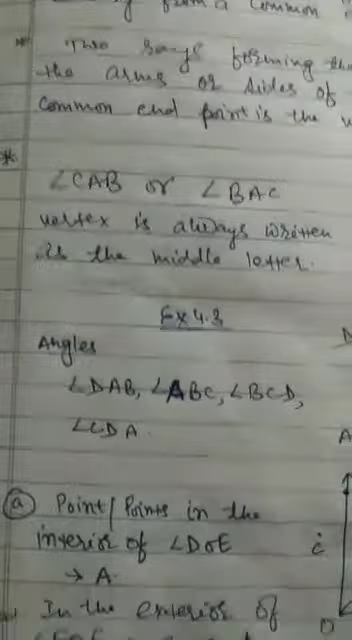 from a common
Two rays forming the
the arms or sides of
common end point is the
∠CAB or ∠BAC
vertex is always written
as the middle letter.
Ex 4.3
Angles
∠DAB, ∠ABC, ∠BCD,
∠CDA.
D
A
(a) Point/Points in the
interior of ∠DOE
→ A.
i
D
In the exterior of